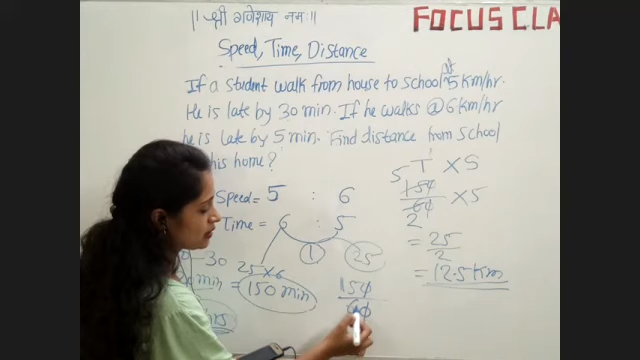 || श्री गणेशाय नमः ||
FOCUS CLA
Speed, Time, Distance
If a student walk from house to school at 5 km/hr.
He is late by 30 min. If he walks @ 6 km/hr
he is late by 5 min. Find distance from school
his home?
Speed = 5 : 6
Time = 6 : 5
1 25
25 × 6
= 150 min
30
min
hrs
150
60
T × S
5
150
60 × 5
2
= 25
2
= 12.5 Km